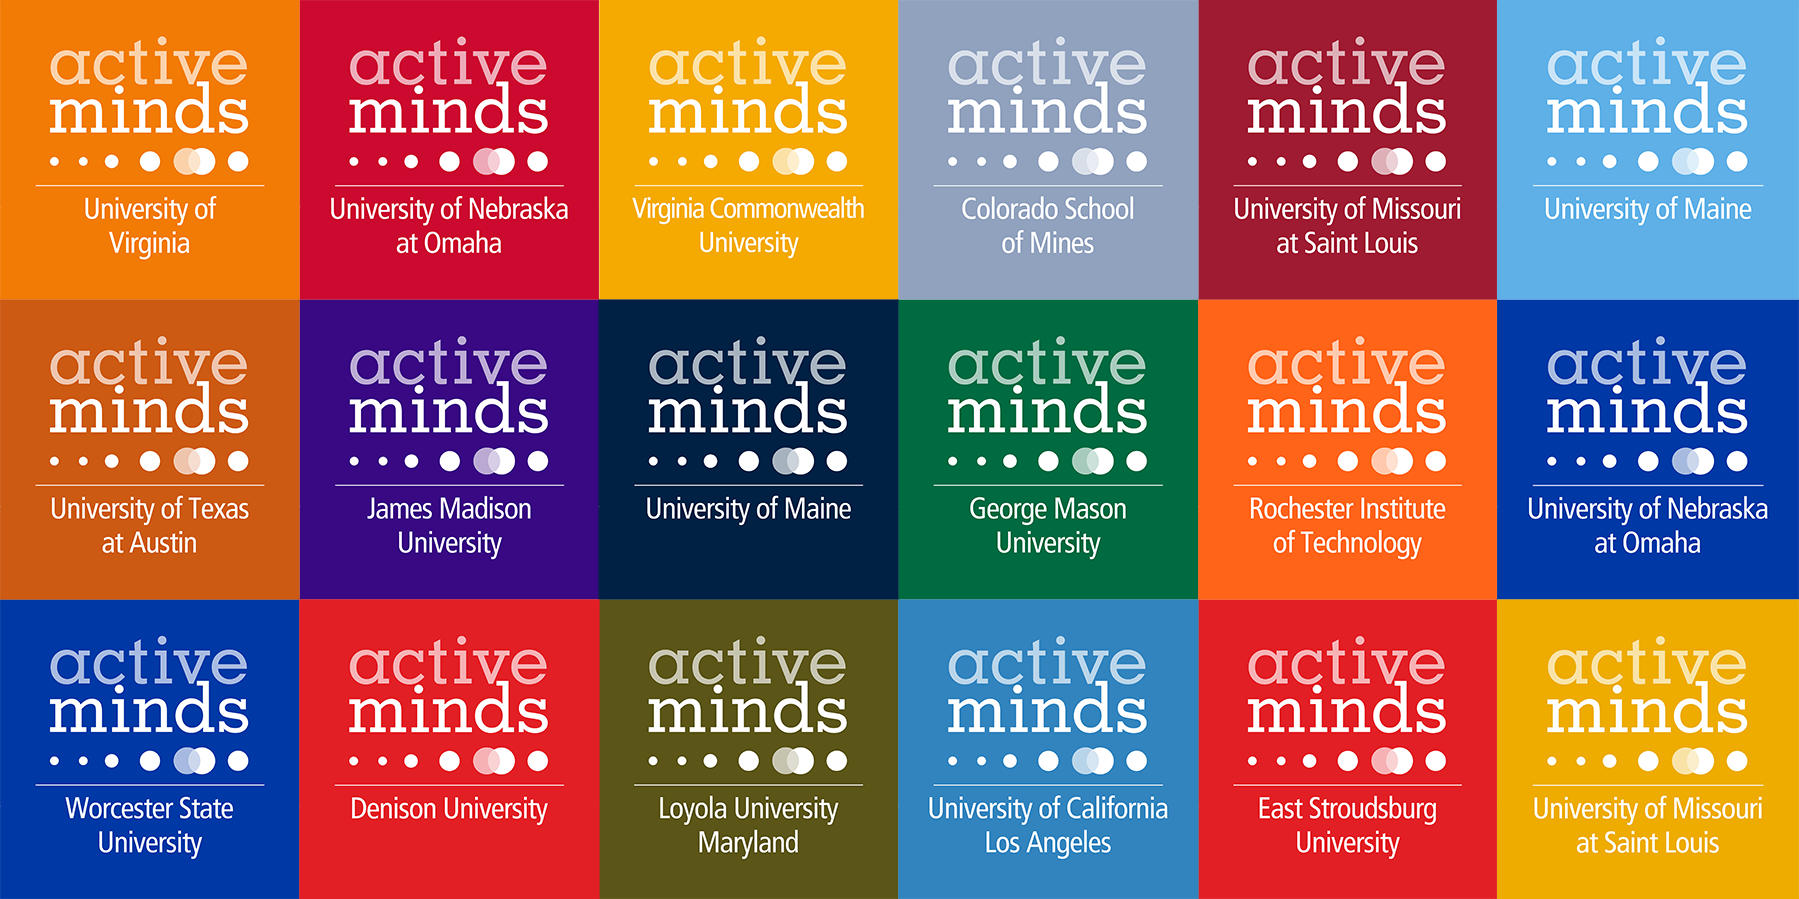 active
minds
University of
Virginia
active
minds
University of Nebraska
at Omaha
active
minds
Virginia Commonwealth
University
active
minds
Colorado School
of Mines
active
minds
University of Missouri
at Saint Louis
active
minds
University of Maine
active
minds
University of Texas
at Austin
active
minds
James Madison
University
active
minds
University of Maine
active
minds
George Mason
University
active
minds
Rochester Institute
of Technology
active
minds
University of Nebraska
at Omaha
active
minds
Worcester State
University
active
minds
Denison University
active
minds
Loyola University
Maryland
active
minds
University of California
Los Angeles
active
minds
East Stroudsburg
University
active
minds
University of Missouri
at Saint Louis